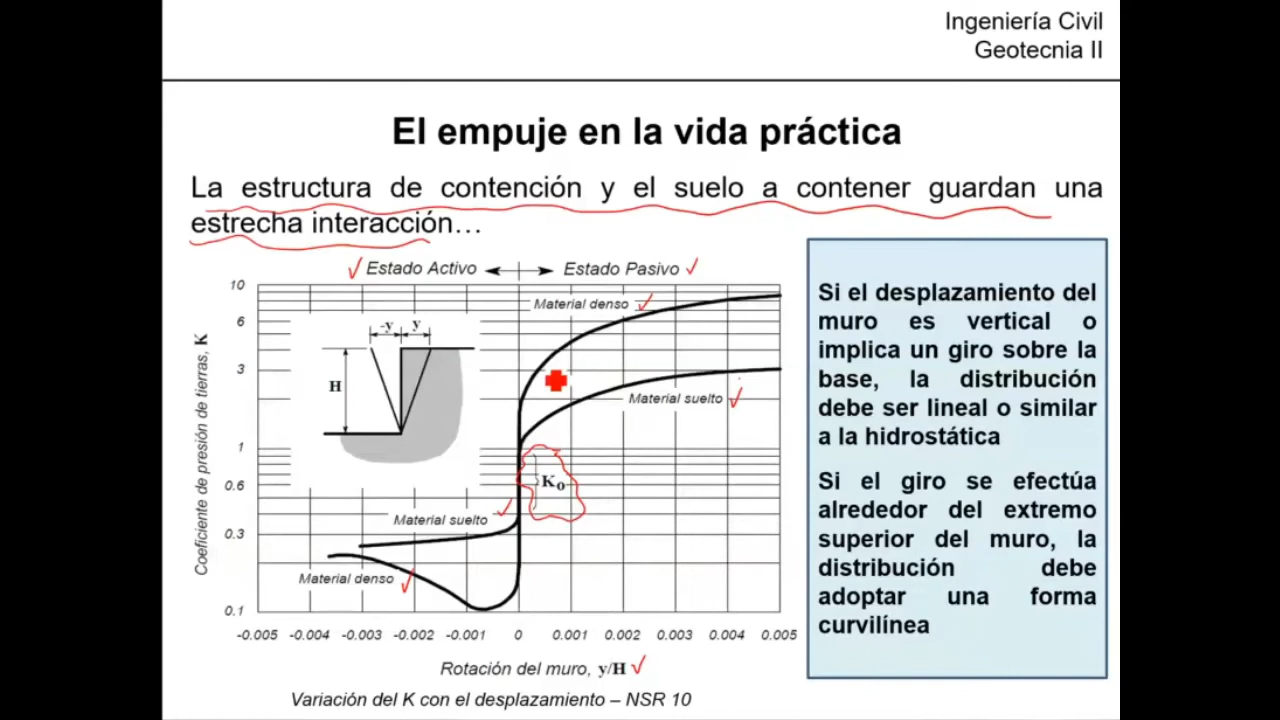 Ingeniería Civil
Geotecnia II
El empuje en la vida práctica
La estructura de contención y el suelo a contener guardan una
estrecha interacción…
Estado Activo
Estado Pasivo
10
6
3
1
0.6
0.3
0.1
Coeficiente de presión de tierras, K
Material denso
-y y
H
Material suelto
K₀
Material suelto
Material denso
-0.005 -0.004 -0.003 -0.002 -0.001 0 0.001 0.002 0.003 0.004 0.005
Rotación del muro, y/H
Variación del K con el desplazamiento – NSR 10
Si el desplazamiento del
muro es vertical o
implica un giro sobre la
base, la distribución
debe ser lineal o similar
a la hidrostática
Si el giro se efectúa
alrededor del extremo
superior del muro, la
distribución debe
adoptar una forma
curvilínea